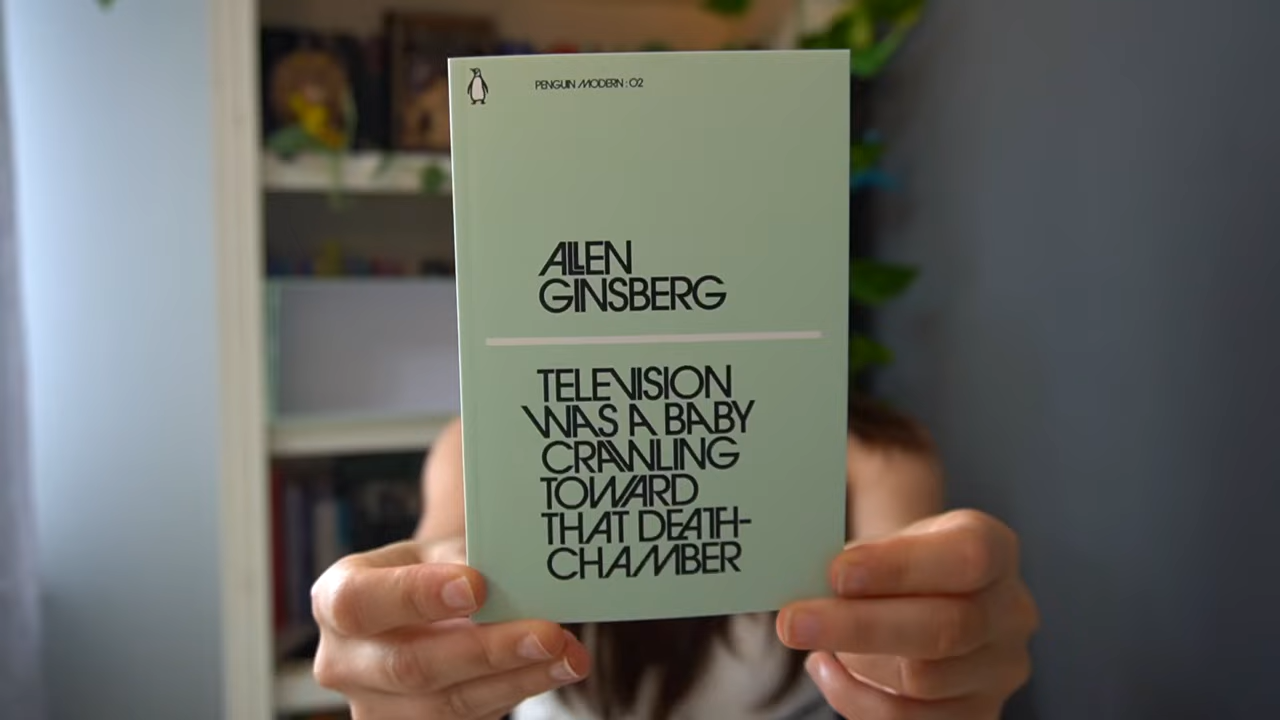 PENGUIN MODERN : 02
ALLEN
GINSBERG
TELEVISION
WAS A BABY
CRAWLING
TOWARD
THAT DEATH-
CHAMBER